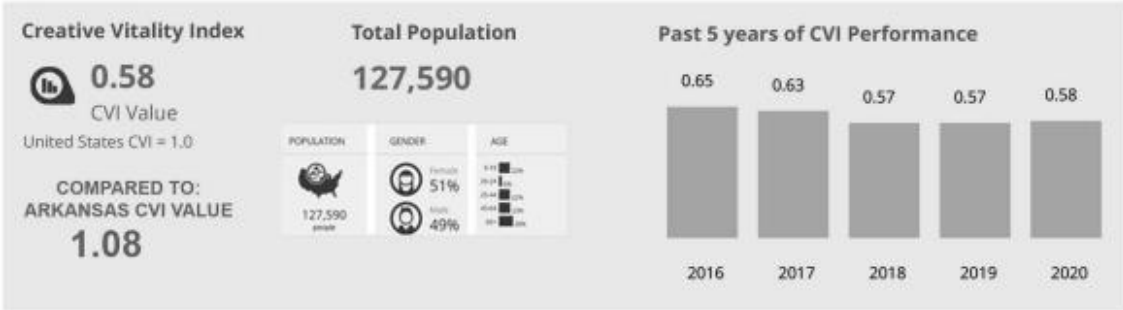 Creative Vitality Index
0.58
CVI Value
United States CVI = 1.0
COMPARED TO:
ARKANSAS CVI VALUE
1.08
Total Population
127,590
POPULATION
127,590
people
GENDER
Female
51%
Male
49%
AGE
Past 5 years of CVI Performance
0.65
0.63
0.57
0.57
0.58
2016
2017
2018
2019
2020